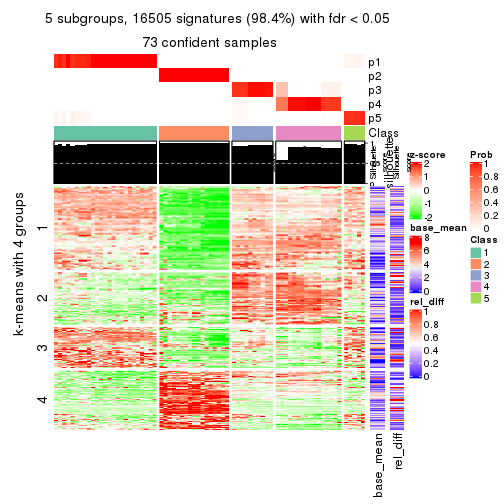 5 subgroups, 16505 signatures (98.4%) with fdr < 0.05
73 confident samples
p1
p2
p3
p4
p5
Class
silhouette
k-means with 4 groups
1
2
3
4
base_mean
rel_diff
z-score
2
1
0
-1
-2
base_mean
8
6
4
2
0
rel_diff
1
0.8
0.6
0.4
0.2
0
Prob
1
0.8
0.6
0.4
0.2
0
Class
1
2
3
4
5